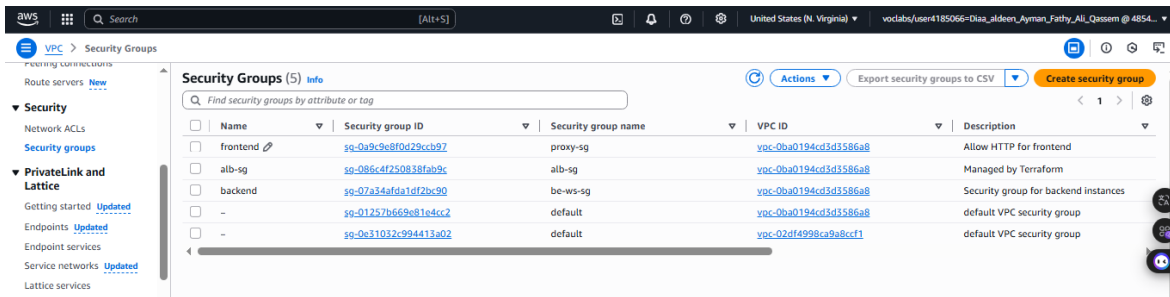 aws Search [Alt+S] United States (N. Virginia) ▼ voclabs/user4185066=Diaa_aldeen_Ayman_Fathy_Ali_Qassem @ 4854... ▼
VPC > Security Groups
Peering connections
Route servers New
▼ Security
Network ACLs
Security groups
▼ PrivateLink and
Lattice
Getting started Updated
Endpoints Updated
Endpoint services
Service networks Updated
Lattice services
Security Groups (5) Info Actions ▼ Export security groups to CSV ▼ Create security group
Find security groups by attribute or tag < 1 >
Name Security group ID Security group name VPC ID Description
frontend sg-0a9c9e8f0d29ccb97 proxy-sg vpc-0ba0194cd3d3586a8 Allow HTTP for frontend
alb-sg sg-086c4f250838fab9c alb-sg vpc-0ba0194cd3d3586a8 Managed by Terraform
backend sg-07a34afda1df2bc90 be-ws-sg vpc-0ba0194cd3d3586a8 Security group for backend instances
– sg-01257b669e81e4cc2 default vpc-0ba0194cd3d3586a8 default VPC security group
– sg-0e31032c994413a02 default vpc-02df4998ca9a8ccf1 default VPC security group